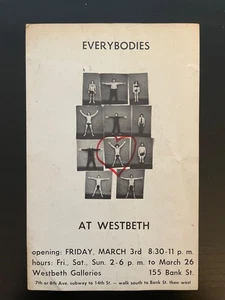 EVERYBODIES
AT WESTBETH
opening: FRIDAY, MARCH 3rd 8:30-11 p. m.
hours: Fri., Sat., Sun. 2-6 p. m. to March 26
Westbeth Galleries 155 Bank St.
7th or 8th Ave. subway to 14th St. — walk south to Bank St. then west